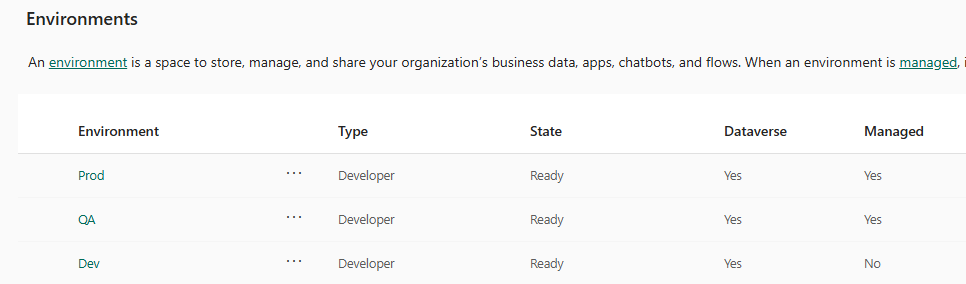 Environments
An environment is a space to store, manage, and share your organization's business data, apps, chatbots, and flows. When an environment is managed,
Environment Type State Dataverse Managed
Prod ... Developer Ready Yes Yes
QA ... Developer Ready Yes Yes
Dev ... Developer Ready Yes No